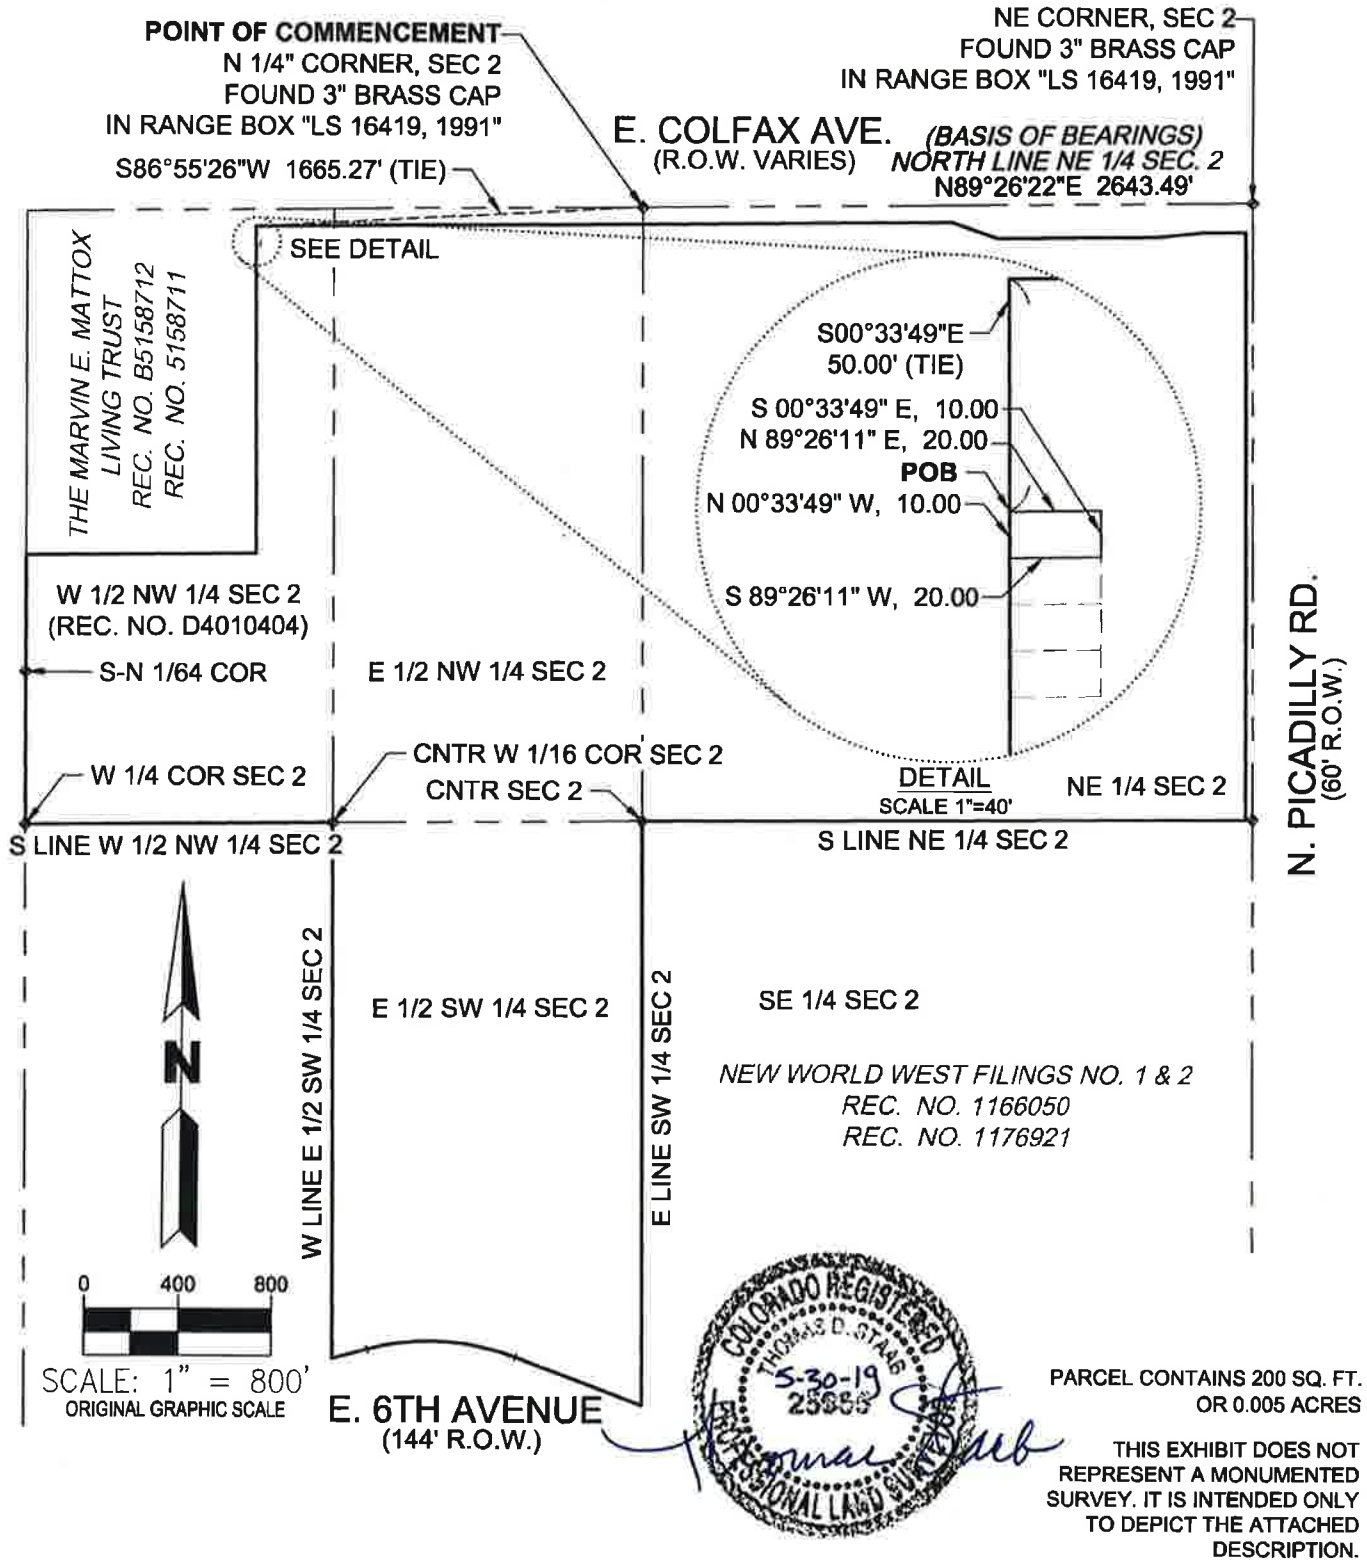 POINT OF COMMENCEMENT
N 1/4" CORNER, SEC 2
FOUND 3" BRASS CAP
IN RANGE BOX "LS 16419, 1991"
S86°55'26"W 1665.27' (TIE)
NE CORNER, SEC 2
FOUND 3" BRASS CAP
IN RANGE BOX "LS 16419, 1991"
E. COLFAX AVE.
(R.O.W. VARIES)
(BASIS OF BEARINGS)
NORTH LINE NE 1/4 SEC. 2
N89°26'22"E 2643.49'
SEE DETAIL
THE MARVIN E. MATTOX
LIVING TRUST
REC. NO. B5158712
REC. NO. 5158711
S00°33'49"E
50.00' (TIE)
S 00°33'49" E, 10.00
N 89°26'11" E, 20.00
POB
N 00°33'49" W, 10.00
S 89°26'11" W, 20.00
W 1/2 NW 1/4 SEC 2
(REC. NO. D4010404)
S-N 1/64 COR
E 1/2 NW 1/4 SEC 2
N. PICADILLY RD.
(60' R.O.W.)
W 1/4 COR SEC 2
CNTR W 1/16 COR SEC 2
CNTR SEC 2
DETAIL
SCALE 1"=40'
NE 1/4 SEC 2
S LINE W 1/2 NW 1/4 SEC 2
S LINE NE 1/4 SEC 2
W LINE E 1/2 SW 1/4 SEC 2
E 1/2 SW 1/4 SEC 2
E LINE SW 1/4 SEC 2
SE 1/4 SEC 2
NEW WORLD WEST FILINGS NO. 1 & 2
REC. NO. 1166050
REC. NO. 1176921
N
0 400 800
SCALE: 1" = 800'
ORIGINAL GRAPHIC SCALE
E. 6TH AVENUE
(144' R.O.W.)
COLORADO REGISTERED
THOMAS D. STAAB
5-30-19
PROFESSIONAL LAND SURVEYOR
Thomas Staab
PARCEL CONTAINS 200 SQ. FT.
OR 0.005 ACRES
THIS EXHIBIT DOES NOT
REPRESENT A MONUMENTED
SURVEY. IT IS INTENDED ONLY
TO DEPICT THE ATTACHED
DESCRIPTION.